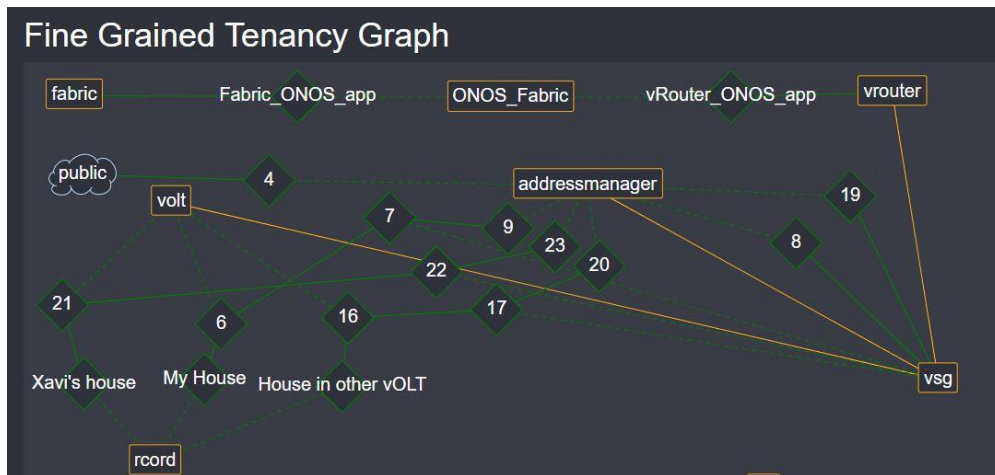 Fine Grained Tenancy Graph
fabric
Fabric_ONOS_app
ONOS_Fabric
vRouter_ONOS_app
vrouter
public
4
addressmanager
19
volt
7
9
23
8
22
20
21
6
16
17
Xavi's house
My House
House in other vOLT
vsg
rcord